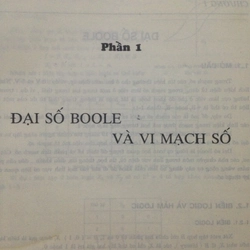 Phần 1
ĐẠI SỐ BOOLE
VÀ VI MẠCH SỐ